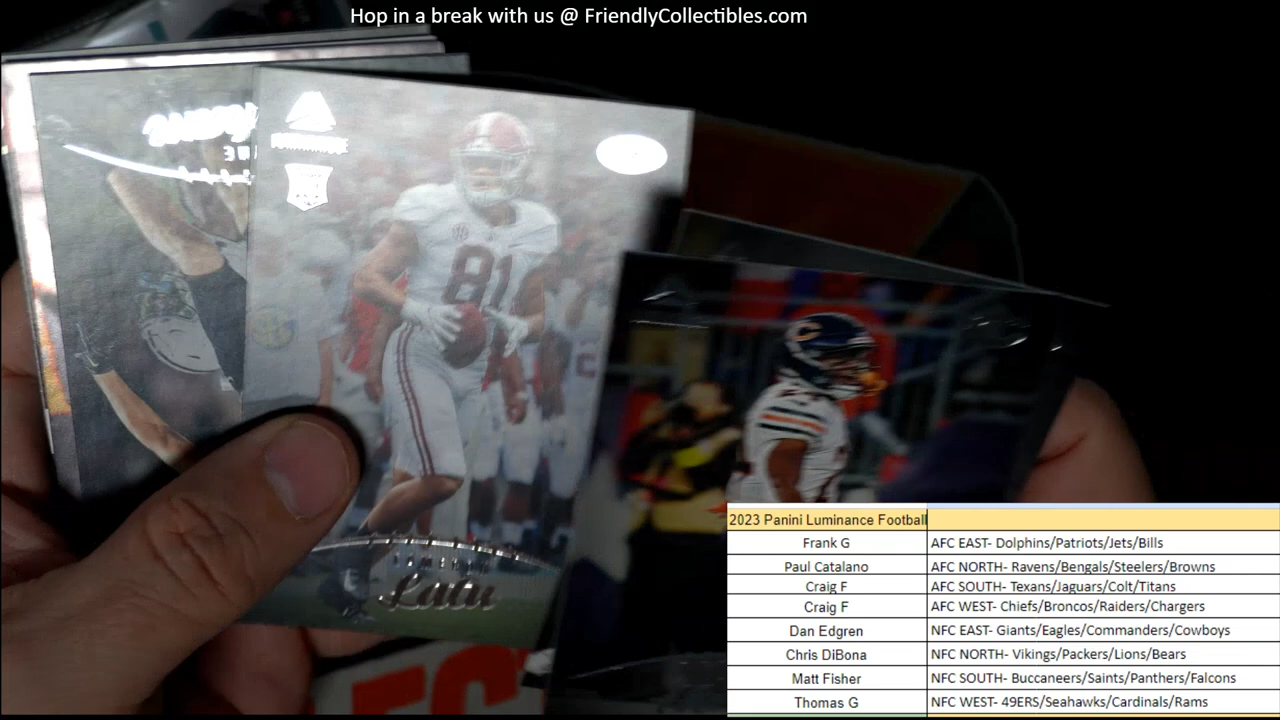 Hop in a break with us @ FriendlyCollectibles.com
LUMINANCE
81
CAMERON
Latu
2023 Panini Luminance Football
Frank G AFC EAST- Dolphins/Patriots/Jets/Bills
Paul Catalano AFC NORTH- Ravens/Bengals/Steelers/Browns
Craig F AFC SOUTH- Texans/Jaguars/Colt/Titans
Craig F AFC WEST- Chiefs/Broncos/Raiders/Chargers
Dan Edgren NFC EAST- Giants/Eagles/Commanders/Cowboys
Chris DiBona NFC NORTH- Vikings/Packers/Lions/Bears
Matt Fisher NFC SOUTH- Buccaneers/Saints/Panthers/Falcons
Thomas G NFC WEST- 49ERS/Seahawks/Cardinals/Rams